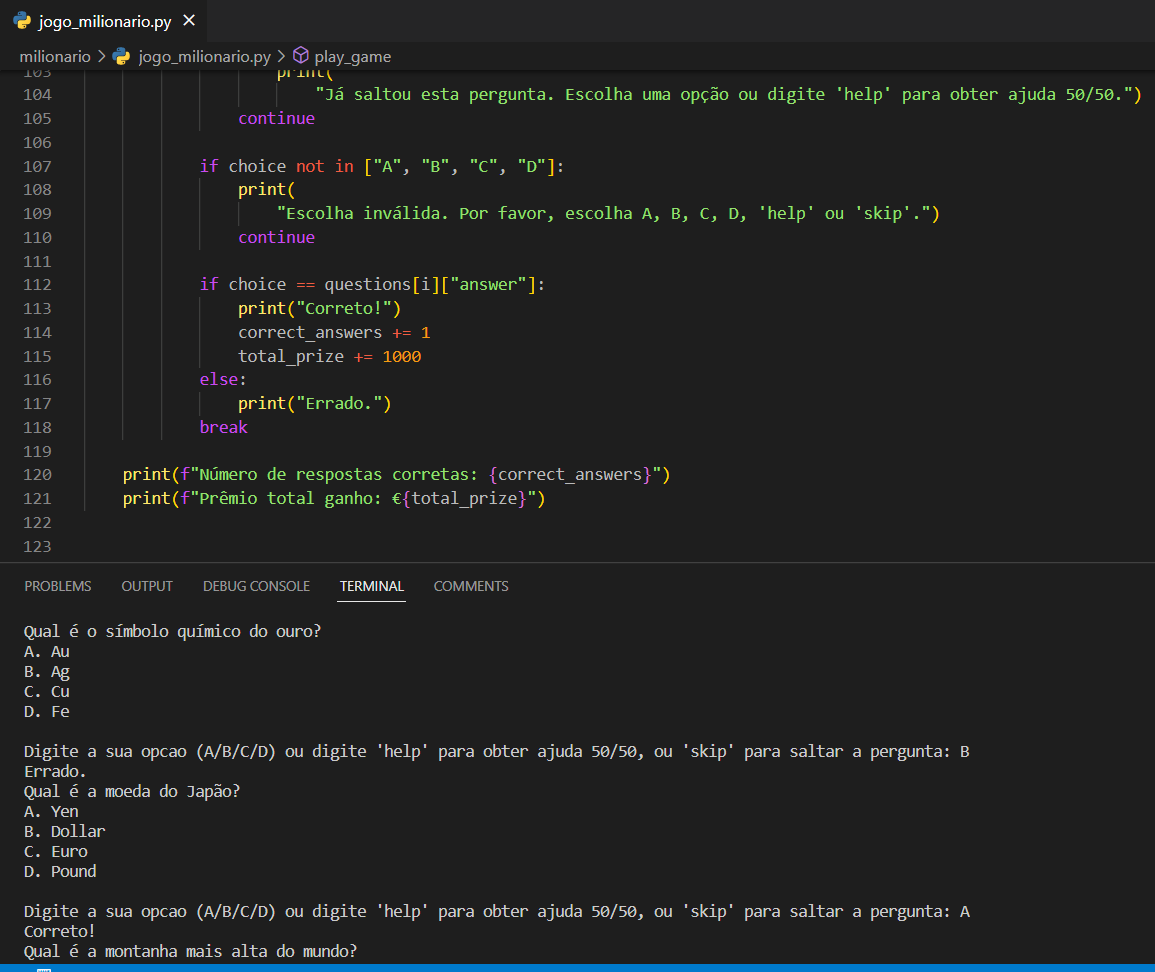 jogo_milionario.py ×
milionario > jogo_milionario.py > play_game
103 print(
104 "Já saltou esta pergunta. Escolha uma opção ou digite 'help' para obter ajuda 50/50.")
105 continue
106
107 if choice not in ["A", "B", "C", "D"]:
108 print(
109 "Escolha inválida. Por favor, escolha A, B, C, D, 'help' ou 'skip'.")
110 continue
111
112 if choice == questions[i]["answer"]:
113 print("Correto!")
114 correct_answers += 1
115 total_prize += 1000
116 else:
117 print("Errado.")
118 break
119
120 print(f"Número de respostas corretas: {correct_answers}")
121 print(f"Prêmio total ganho: €{total_prize}")
122
123
PROBLEMS OUTPUT DEBUG CONSOLE TERMINAL COMMENTS
Qual é o símbolo químico do ouro?
A. Au
B. Ag
C. Cu
D. Fe
Digite a sua opcao (A/B/C/D) ou digite 'help' para obter ajuda 50/50, ou 'skip' para saltar a pergunta: B
Errado.
Qual é a moeda do Japão?
A. Yen
B. Dollar
C. Euro
D. Pound
Digite a sua opcao (A/B/C/D) ou digite 'help' para obter ajuda 50/50, ou 'skip' para saltar a pergunta: A
Correto!
Qual é a montanha mais alta do mundo?